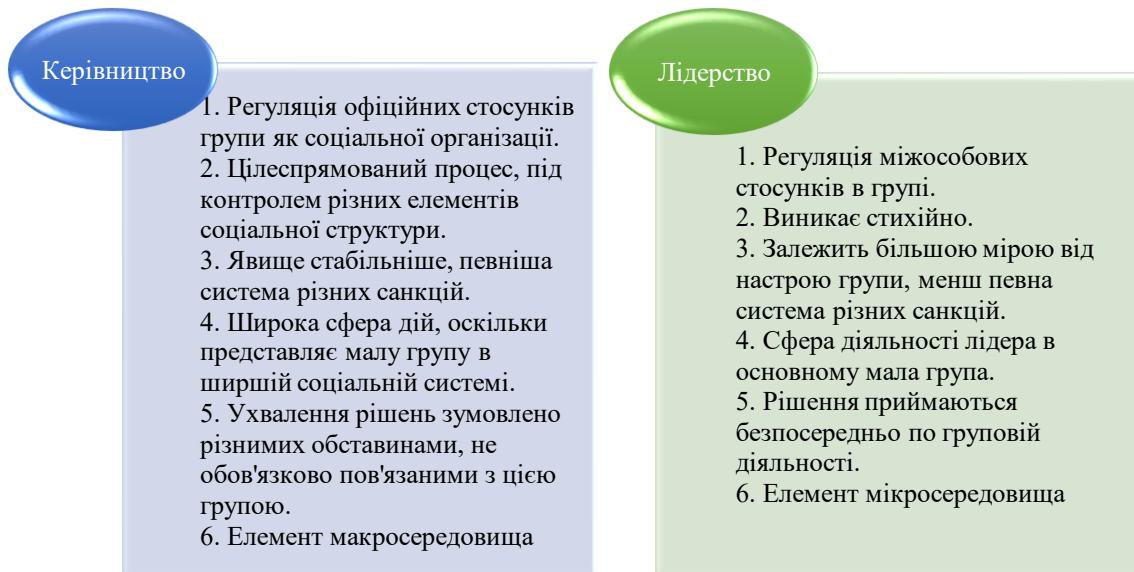 Керівництво
1. Регуляція офіційних стосунків
групи як соціальної організації.
2. Цілеспрямований процес, під
контролем різних елементів
соціальної структури.
3. Явище стабільніше, певніша
система різних санкцій.
4. Широка сфера дій, оскільки
представляє малу групу в
ширшій соціальній системі.
5. Ухвалення рішень зумовлено
різнимих обставинами, не
обов'язково пов'язаними з цією
групою.
6. Елемент макросередовища
Лідерство
1. Регуляція міжособових
стосунків в групі.
2. Виникає стихійно.
3. Залежить більшою мірою від
настрою групи, менш певна
система різних санкцій.
4. Сфера діяльності лідера в
основному мала група.
5. Рішення приймаються
безпосередньо по груповій
діяльності.
6. Елемент мікросередовища